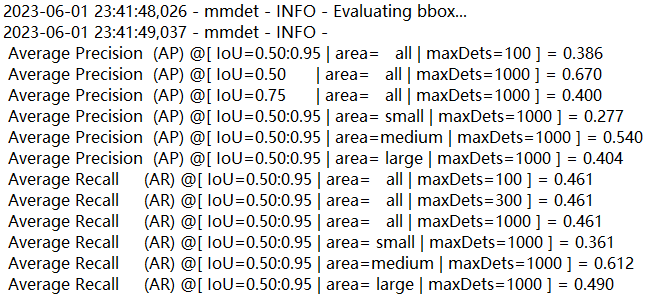 2023-06-01 23:41:48,026 - mmdet - INFO - Evaluating bbox...
2023-06-01 23:41:49,037 - mmdet - INFO -
Average Precision (AP) @[ IoU=0.50:0.95 | area= all | maxDets=100 ] = 0.386
Average Precision (AP) @[ IoU=0.50 | area= all | maxDets=1000 ] = 0.670
Average Precision (AP) @[ IoU=0.75 | area= all | maxDets=1000 ] = 0.400
Average Precision (AP) @[ IoU=0.50:0.95 | area= small | maxDets=1000 ] = 0.277
Average Precision (AP) @[ IoU=0.50:0.95 | area=medium | maxDets=1000 ] = 0.540
Average Precision (AP) @[ IoU=0.50:0.95 | area= large | maxDets=1000 ] = 0.404
Average Recall (AR) @[ IoU=0.50:0.95 | area= all | maxDets=100 ] = 0.461
Average Recall (AR) @[ IoU=0.50:0.95 | area= all | maxDets=300 ] = 0.461
Average Recall (AR) @[ IoU=0.50:0.95 | area= all | maxDets=1000 ] = 0.461
Average Recall (AR) @[ IoU=0.50:0.95 | area= small | maxDets=1000 ] = 0.361
Average Recall (AR) @[ IoU=0.50:0.95 | area=medium | maxDets=1000 ] = 0.612
Average Recall (AR) @[ IoU=0.50:0.95 | area= large | maxDets=1000 ] = 0.490